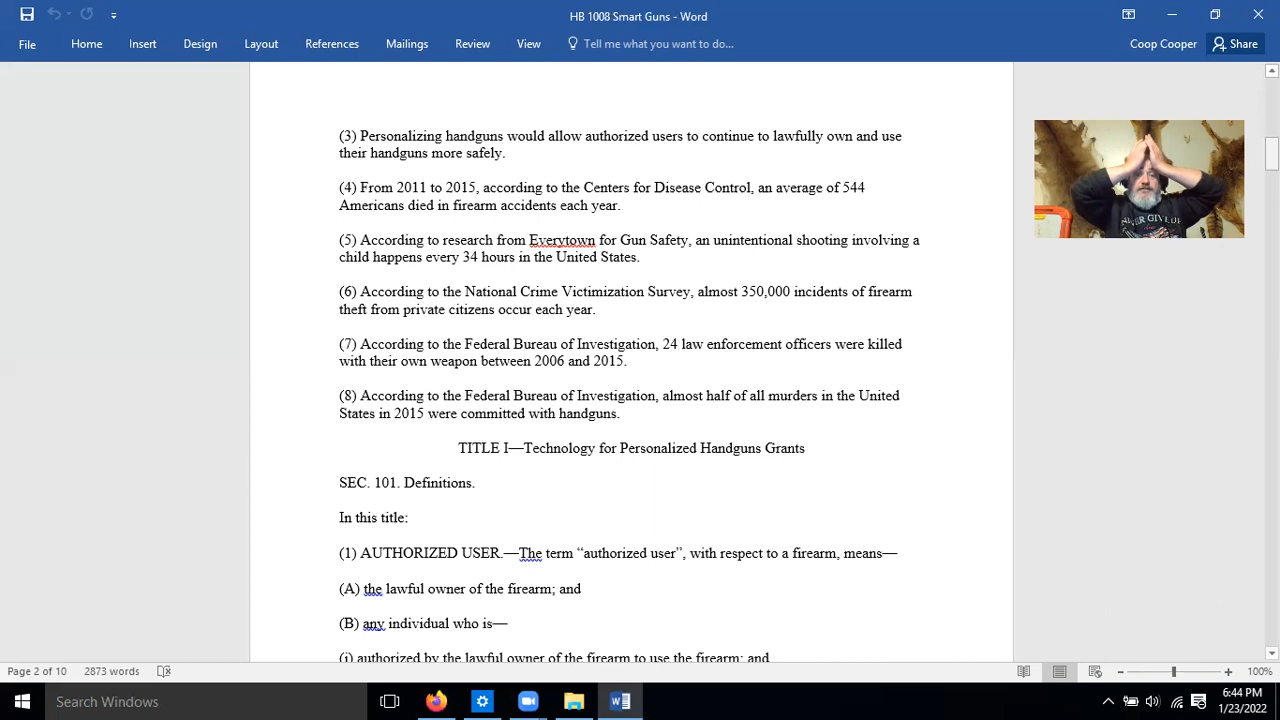 HB 1008 Smart Guns - Word
File Home Insert Design Layout References Mailings Review View Tell me what you want to do... Coop Cooper Share
(3) Personalizing handguns would allow authorized users to continue to lawfully own and use
their handguns more safely.
(4) From 2011 to 2015, according to the Centers for Disease Control, an average of 544
Americans died in firearm accidents each year.
(5) According to research from Everytown for Gun Safety, an unintentional shooting involving a
child happens every 34 hours in the United States.
(6) According to the National Crime Victimization Survey, almost 350,000 incidents of firearm
theft from private citizens occur each year.
(7) According to the Federal Bureau of Investigation, 24 law enforcement officers were killed
with their own weapon between 2006 and 2015.
(8) According to the Federal Bureau of Investigation, almost half of all murders in the United
States in 2015 were committed with handguns.
TITLE I—Technology for Personalized Handguns Grants
SEC. 101. Definitions.
In this title:
(1) AUTHORIZED USER.—The term “authorized user”, with respect to a firearm, means—
(A) the lawful owner of the firearm; and
(B) any individual who is—
(i) authorized by the lawful owner of the firearm to use the firearm; and
NEVER GIVE UP
Page 2 of 10 2873 words 100%
Search Windows
6:44 PM
1/23/2022